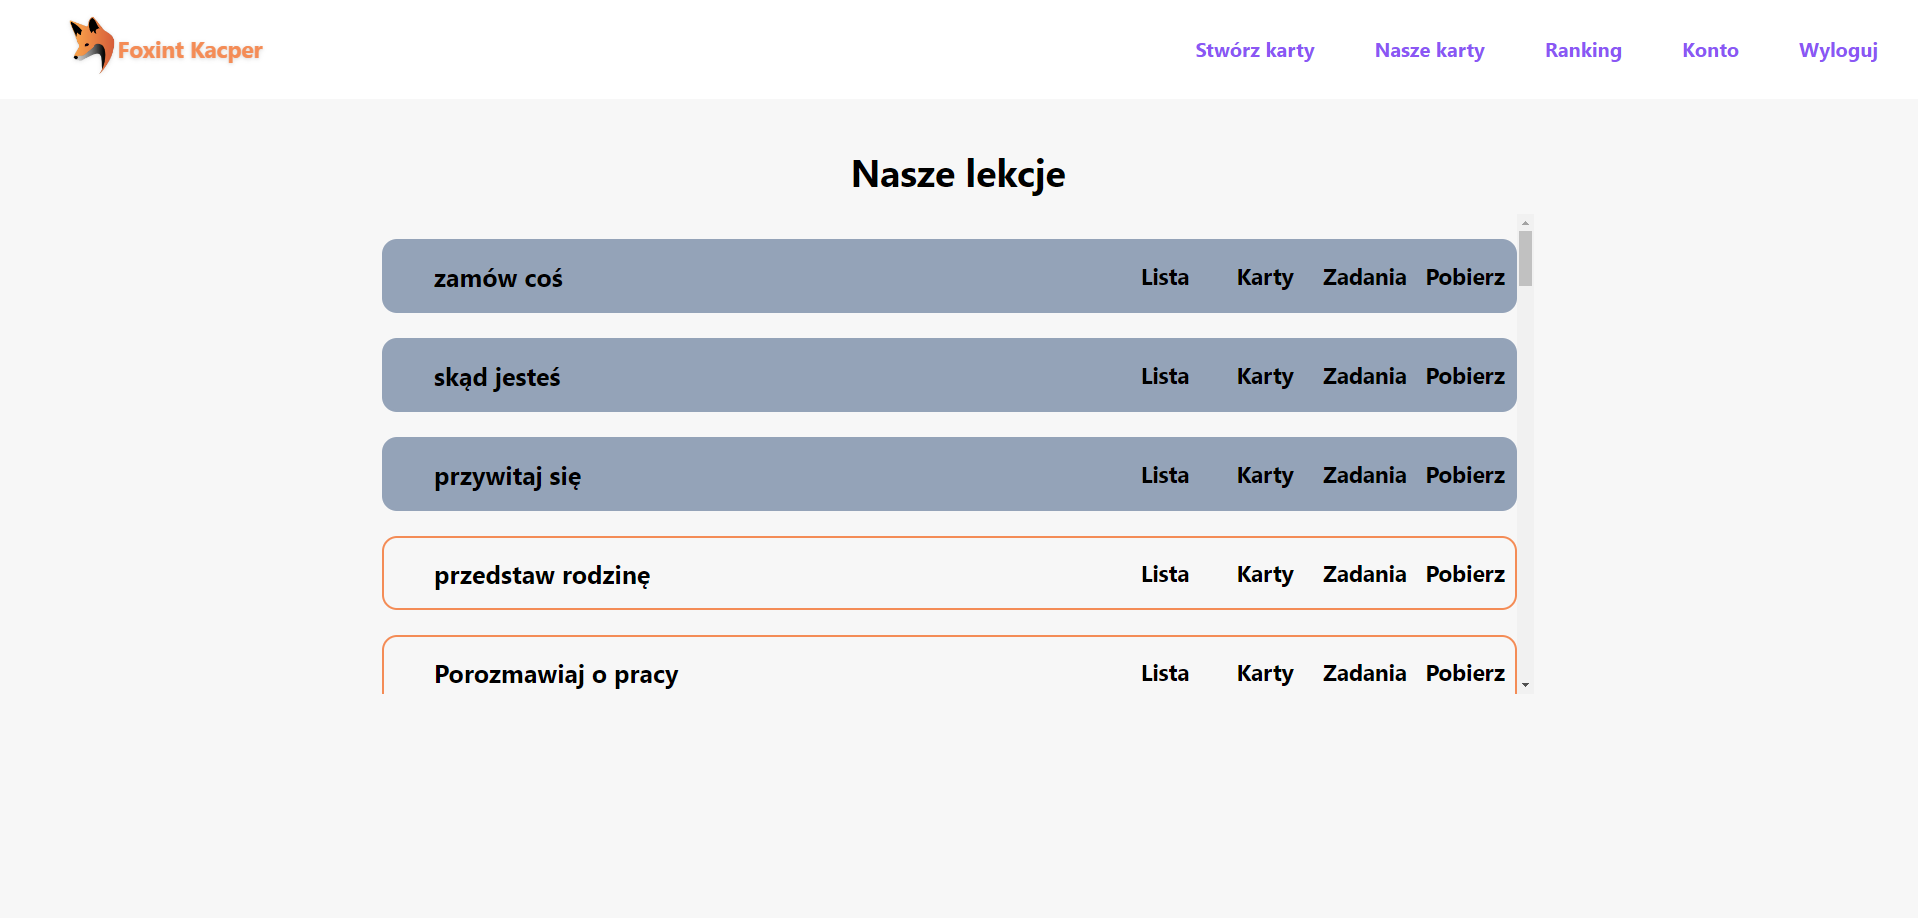 Foxint Kacper Stwórz karty Nasze karty Ranking Konto Wyloguj
Nasze lekcje
zamów coś Lista Karty Zadania Pobierz
skąd jesteś Lista Karty Zadania Pobierz
przywitaj się Lista Karty Zadania Pobierz
przedstaw rodzinę Lista Karty Zadania Pobierz
Porozmawiaj o pracy Lista Karty Zadania Pobierz